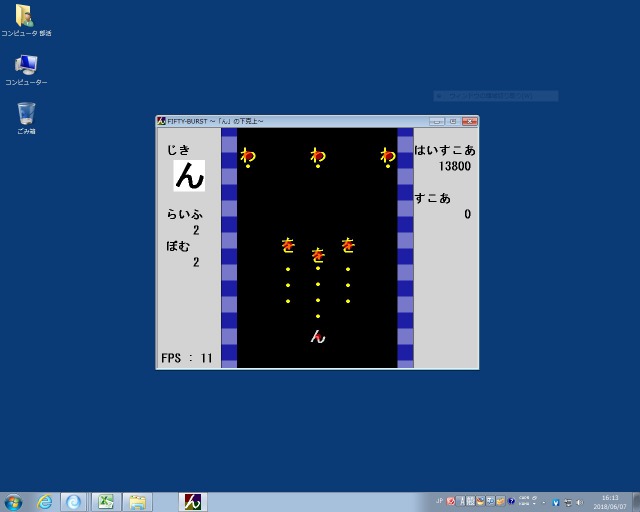 コンピュータ 部活
コンピューター
ごみ箱
FIFTY-BURST ～「ん」の下克上～
じき
ん
らいふ
2
ぼむ
2
FPS : 11
わ わ わ
を を を
ん
はいすこあ
13800
すこあ
0
JP
16:13
2018/06/07